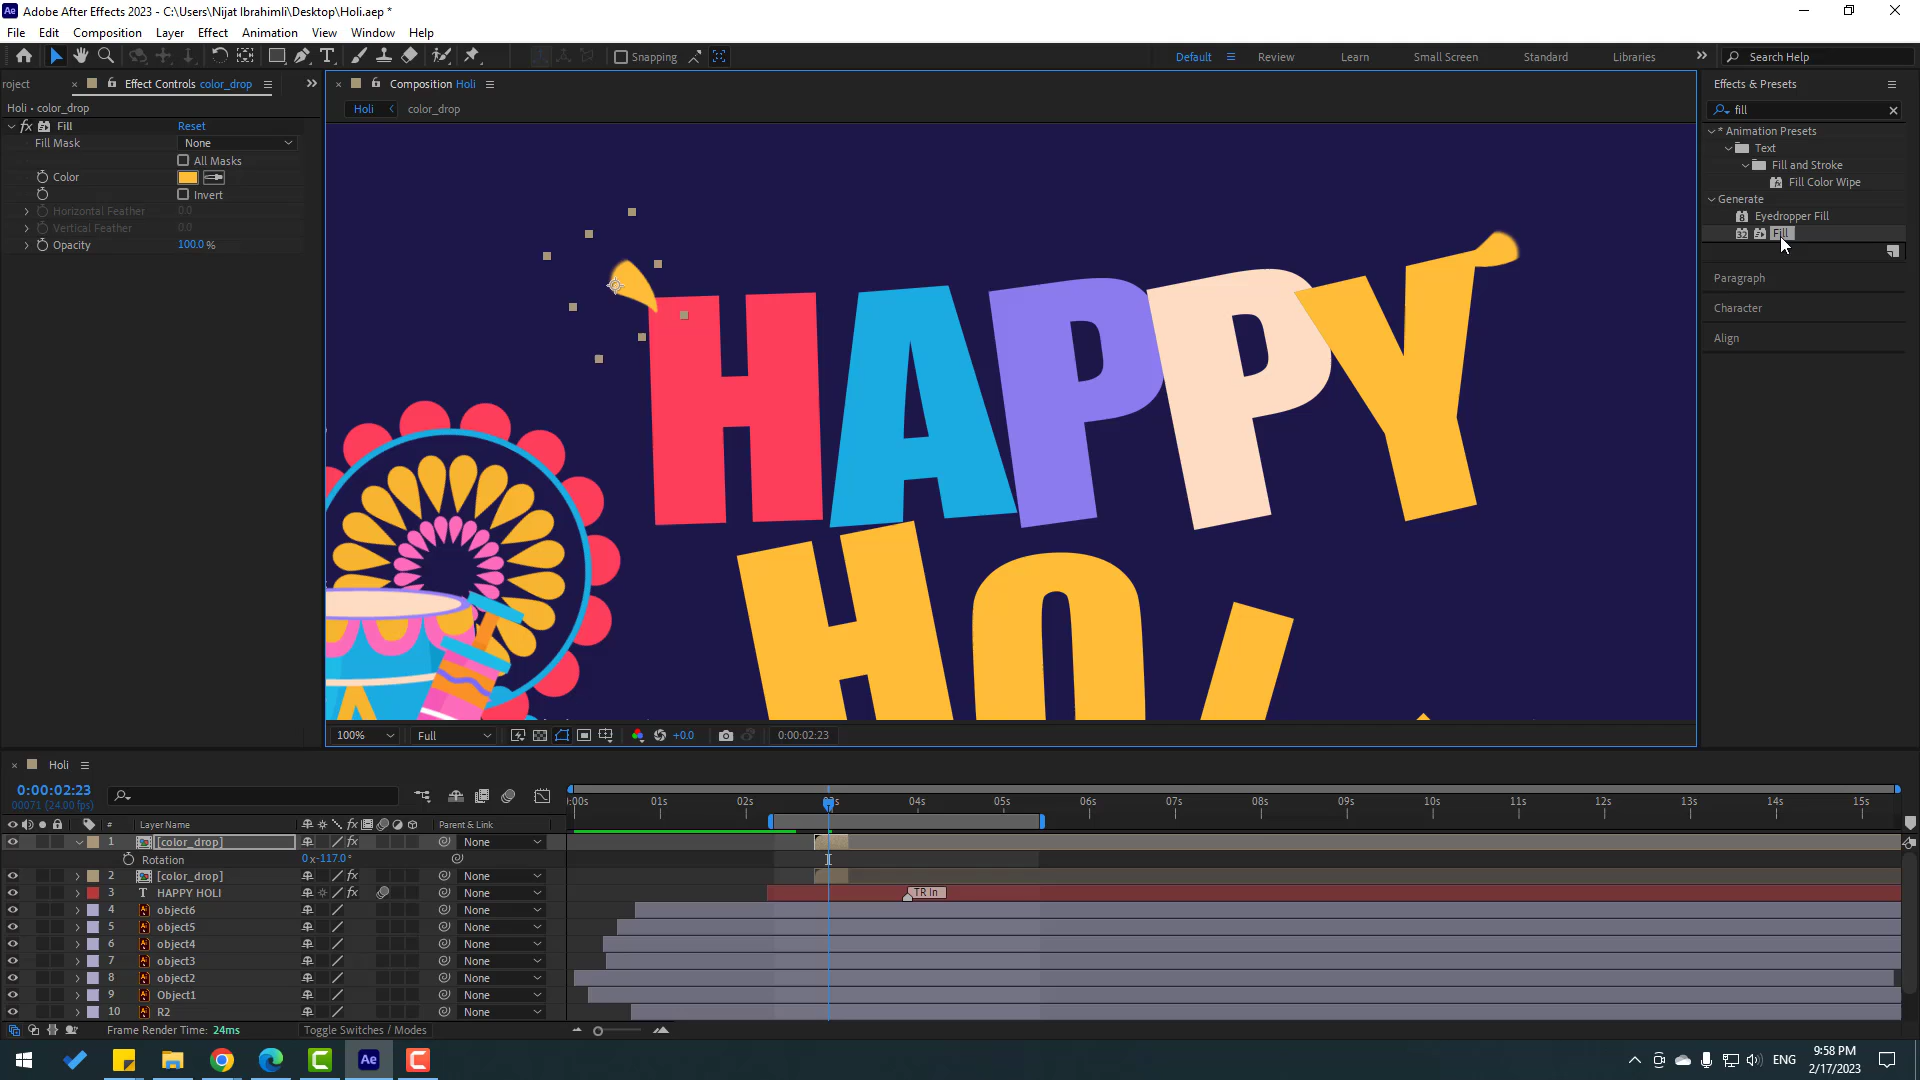 Adobe After Effects 2023 - C:\Users\Nijat Ibrahimli\Desktop\Holi.aep *
File Edit Composition Layer Effect Animation View Window Help
Snapping Default Review Learn Small Screen Standard Libraries Search Help
roject Effect Controls color_drop
Composition Holi
Effects & Presets
Holi • color_drop
Holi color_drop
fill
Fill Reset
Fill Mask None
All Masks
Color
Invert
Horizontal Feather 0.0
Vertical Feather 0.0
Opacity 100.0 %
* Animation Presets
Text
Fill and Stroke
Fill Color Wipe
Generate
Eyedropper Fill
Fill
Paragraph
Character
Align
HAPPY
HO
100% Full +0.0 0:00:02:23
Holi
0:00:02:23
00071 (24.00 fps)
:00s 01s 02s 03s 04s 05s 06s 07s 08s 09s 10s 11s 12s 13s 14s 15s
# Layer Name Parent & Link
1 [color_drop] None
Rotation 0 x-117.0 °
2 [color_drop] None
3 T HAPPY HOLI None TR In
4 object6 None
5 object5 None
6 object4 None
7 object3 None
8 object2 None
9 Object1 None
10 R2 None
Frame Render Time: 24ms Toggle Switches / Modes
ENG 9:58 PM
2/17/2023